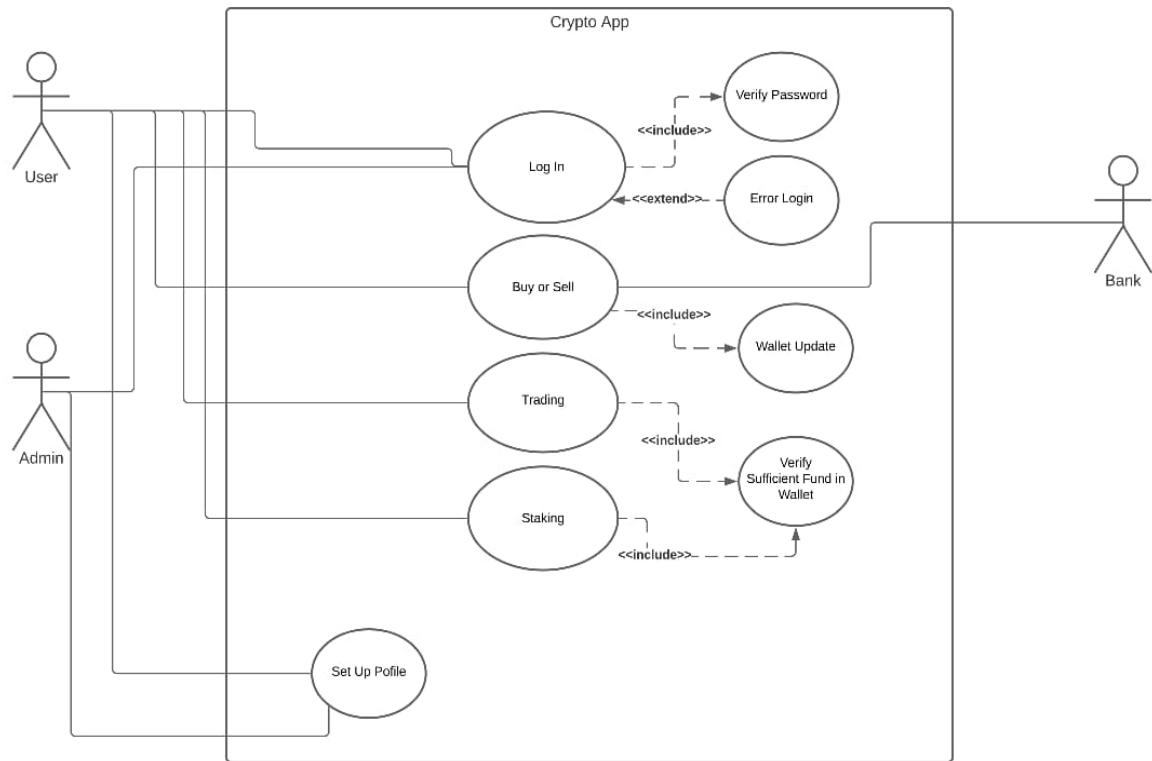 Crypto App
User
Verify Password
<<include>>
Log In
<<extend>>
Error Login
Bank
Buy or Sell
<<include>>
Wallet Update
Admin
Trading
<<include>>
Verify
Sufficient Fund in
Wallet
Staking
<<include>>
Set Up Pofile